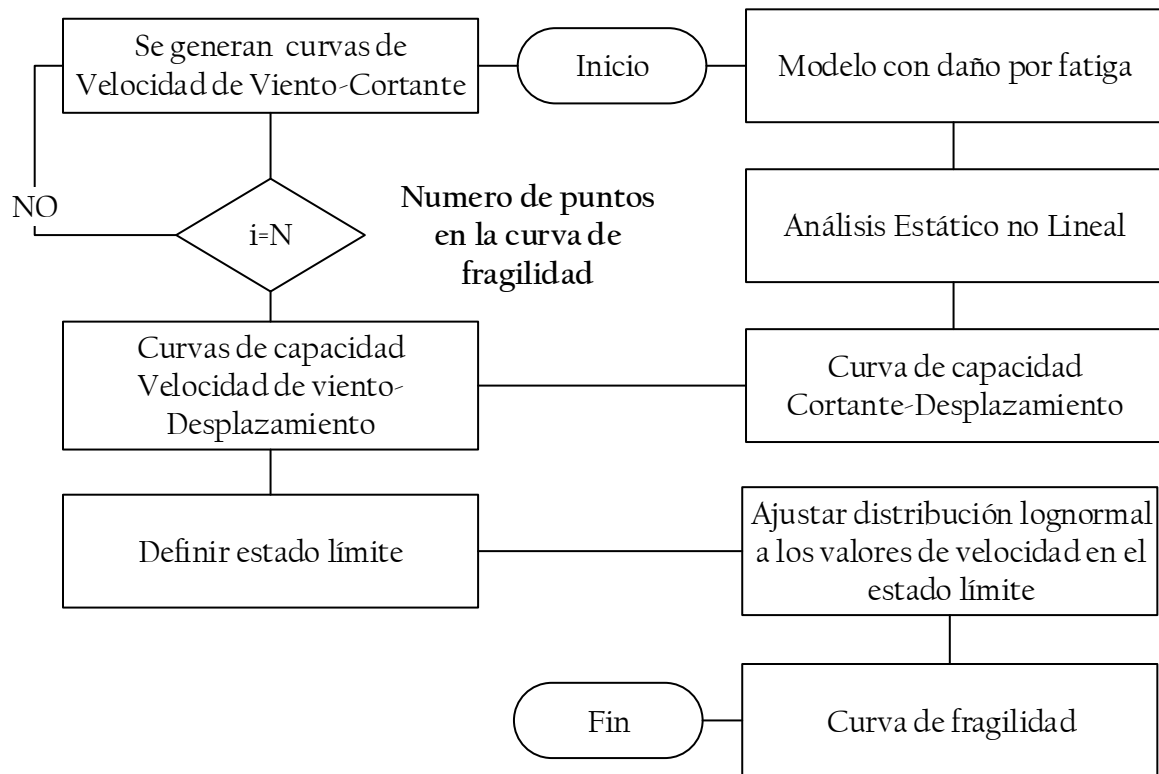 Se generan curvas de
Velocidad de Viento-Cortante
Inicio
Modelo con daño por fatiga
NO
i=N
Numero de puntos
en la curva de
fragilidad
Análisis Estático no Lineal
Curvas de capacidad
Velocidad de viento-
Desplazamiento
Curva de capacidad
Cortante-Desplazamiento
Definir estado límite
Ajustar distribución lognormal
a los valores de velocidad en el
estado límite
Fin
Curva de fragilidad